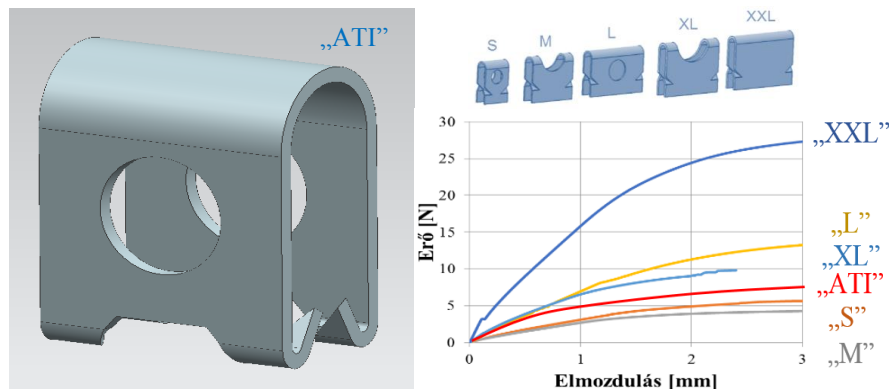 „ATI”
S
M
L
XL
XXL
Erő [N]
30
25
20
15
10
5
0
0
1
2
3
Elmozdulás [mm]
„XXL”
„L”
„XL”
„ATI”
„S”
„M”